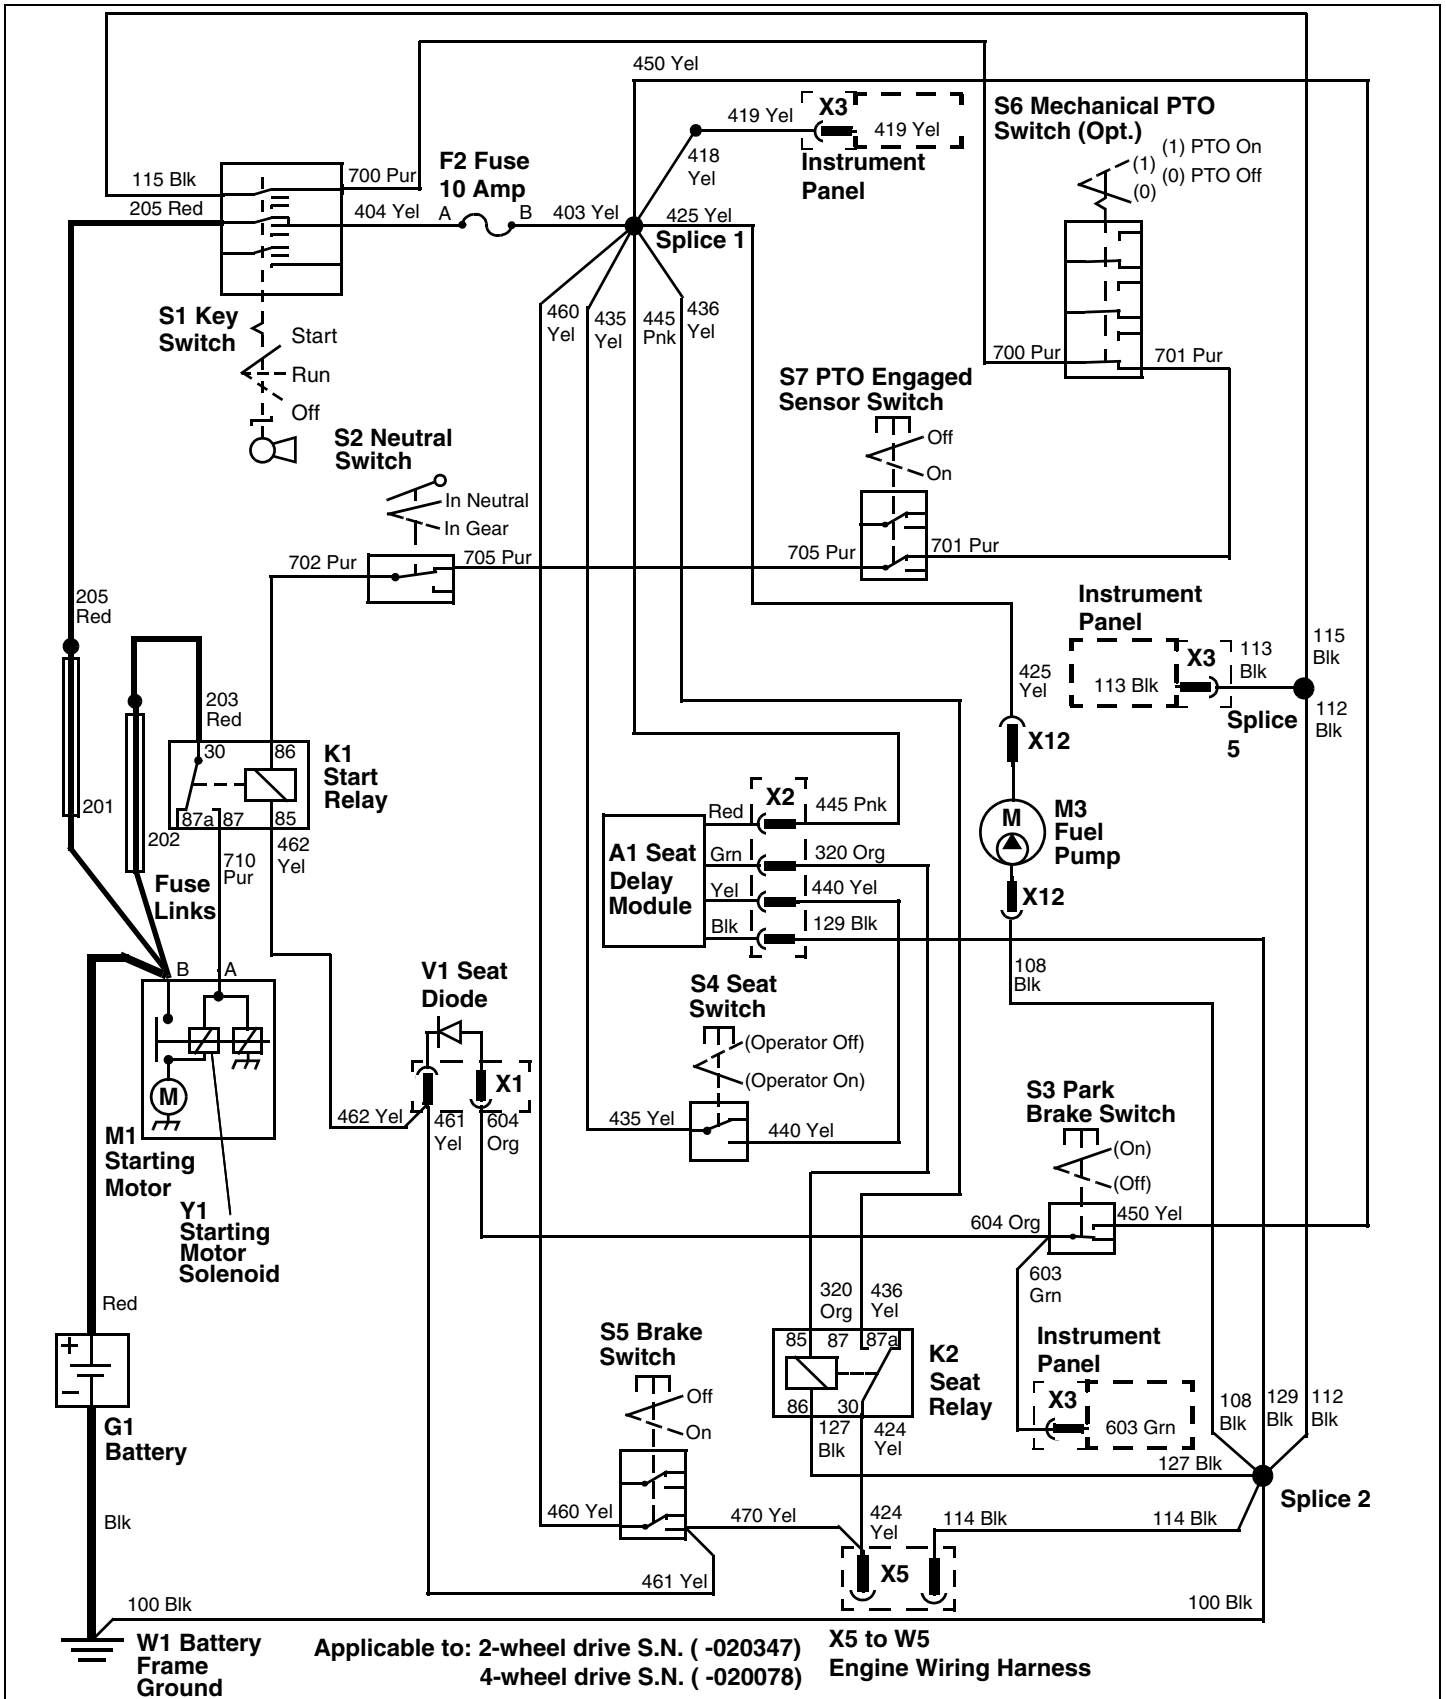 450 Yel
419 Yel
X3
419 Yel
Instrument
Panel
S6 Mechanical PTO
Switch (Opt.)
(1) PTO On
(1)
(0) PTO Off
(0)
115 Blk
700 Pur
F2 Fuse
10 Amp
418
Yel
205 Red
404 Yel
A
B
403 Yel
425 Yel
Splice 1
S1 Key
Switch
Start
Run
Off
460
Yel
435
Yel
445
Pnk
436
Yel
700 Pur
701 Pur
S7 PTO Engaged
Sensor Switch
Off
On
S2 Neutral
Switch
In Neutral
In Gear
702 Pur
705 Pur
705 Pur
701 Pur
205
Red
Instrument
Panel
113 Blk
X3
113
Blk
115
Blk
Splice
5
112
Blk
425
Yel
X12
203
Red
30
86
K1
Start
Relay
87a
87
85
201
202
710
Pur
462
Yel
Fuse
Links
A1 Seat
Delay
Module
X2
Red
445 Pnk
Grn
320 Org
Yel
440 Yel
Blk
129 Blk
M
M3
Fuel
Pump
X12
108
Blk
B
A
V1 Seat
Diode
S4 Seat
Switch
(Operator Off)
(Operator On)
X1
462 Yel
461
Yel
604
Org
435 Yel
440 Yel
M
M1
Starting
Motor
Y1
Starting
Motor
Solenoid
S3 Park
Brake Switch
(On)
(Off)
604 Org
450 Yel
603
Grn
Red
+
−
G1
Battery
Blk
S5 Brake
Switch
Off
On
320
Org
436
Yel
85
87
87a
86
30
K2
Seat
Relay
127
Blk
424
Yel
Instrument
Panel
X3
603 Grn
108
Blk
129
Blk
112
Blk
127 Blk
Splice 2
460 Yel
470 Yel
424
Yel
114 Blk
114 Blk
X5
461 Yel
100 Blk
100 Blk
W1 Battery
Frame
Ground
Applicable to: 2-wheel drive S.N. ( -020347)
4-wheel drive S.N. ( -020078)
X5 to W5
Engine Wiring Harness